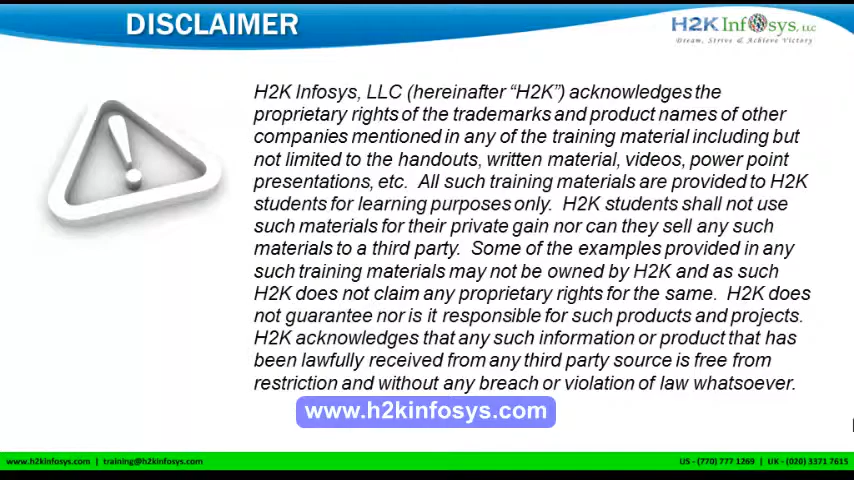 DISCLAIMER
H2K Infosys, LLC
Dream, Strive & Achieve Victory
H2K Infosys, LLC (hereinafter “H2K”) acknowledges the
proprietary rights of the trademarks and product names of other
companies mentioned in any of the training material including but
not limited to the handouts, written material, videos, power point
presentations, etc.  All such training materials are provided to H2K
students for learning purposes only.  H2K students shall not use
such materials for their private gain nor can they sell any such
materials to a third party.  Some of the examples provided in any
such training materials may not be owned by H2K and as such
H2K does not claim any proprietary rights for the same.  H2K does
not guarantee nor is it responsible for such products and projects.
H2K acknowledges that any such information or product that has
been lawfully received from any third party source is free from
restriction and without any breach or violation of law whatsoever.
www.h2kinfosys.com
www.h2kinfosys.com | training@h2kinfosys.com
US - (770) 777 1269 | UK - (020) 3371 7615